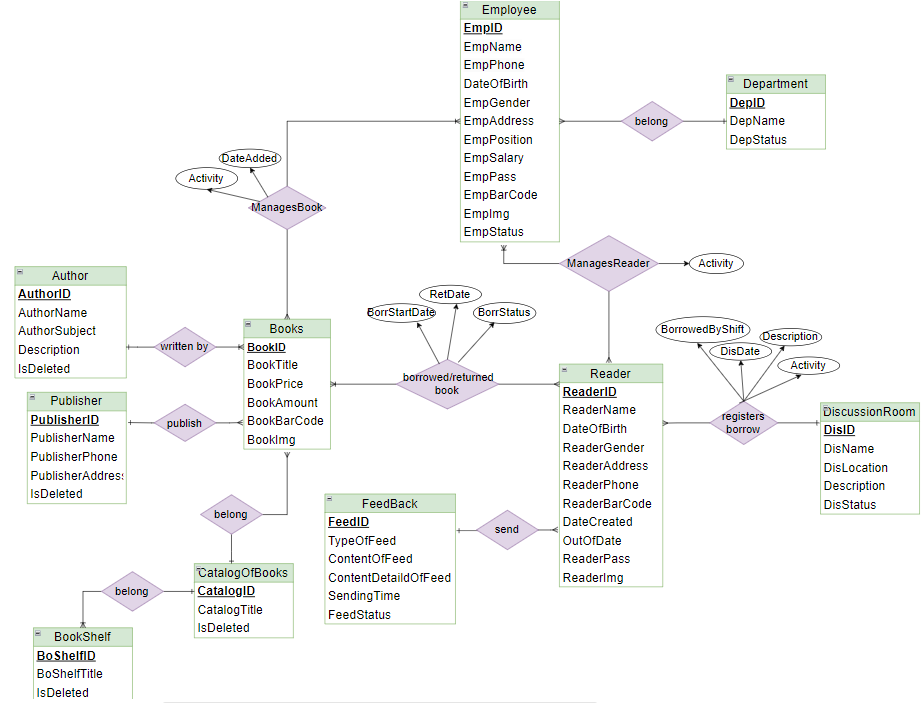 Employee
EmpID
EmpName
EmpPhone
DateOfBirth
EmpGender
EmpAddress
EmpPosition
EmpSalary
EmpPass
EmpBarCode
EmpImg
EmpStatus
Department
DepID
DepName
DepStatus
belong
DateAdded
Activity
ManagesBook
ManagesReader
Activity
Author
AuthorID
AuthorName
AuthorSubject
Description
IsDeleted
written by
Books
BookID
BookTitle
BookPrice
BookAmount
BookBarCode
BookImg
RetDate
BorrStartDate
BorrStatus
borrowed/returned
book
Reader
ReaderID
ReaderName
DateOfBirth
ReaderGender
ReaderAddress
ReaderPhone
ReaderBarCode
DateCreated
OutOfDate
ReaderPass
ReaderImg
BorrowedByShift
Description
DisDate
Activity
registers
borrow
DiscussionRoom
DisID
DisName
DisLocation
Description
DisStatus
Publisher
PublisherID
PublisherName
PublisherPhone
PublisherAddress
IsDeleted
publish
belong
FeedBack
FeedID
TypeOfFeed
ContentOfFeed
ContentDetaildOfFeed
SendingTime
FeedStatus
send
CatalogOfBooks
CatalogID
CatalogTitle
IsDeleted
belong
BookShelf
BoShelfID
BoShelfTitle
IsDeleted